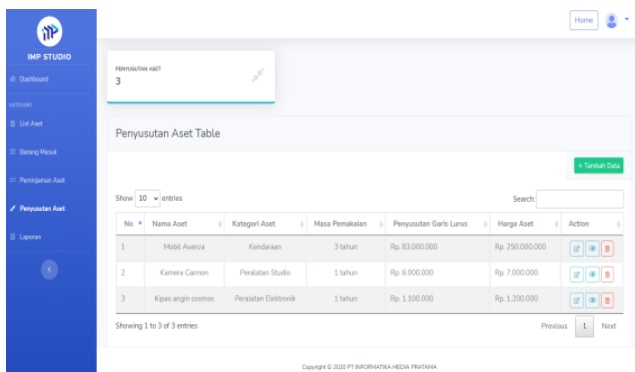 Home
IMP STUDIO
Dashboard
KATEGORI
List Aset
Barang Masuk
Peminjaman Aset
Penyusutan Aset
Laporan
PENYUSUTAN ASET
3
Penyusutan Aset Table
+ Tambah Data
Show 10 entries
Search:
No Nama Aset Kategori Aset Masa Pemakaian Penyusutan Garis Lurus Harga Aset Action
1 Mobil Avanza Kendaraan 3 tahun Rp. 83.000.000 Rp. 250.000.000
2 Kamera Cannon Peralatan Studio 1 tahun Rp. 6.000.000 Rp. 7.000.000
3 Kipas angin cosmos Peralatan Elektronik 1 tahun Rp. 1.100.000 Rp. 1.200.000
Showing 1 to 3 of 3 entries
Previous 1 Next
Copyright © 2020 PT INFORMATIKA MEDIA PRATAMA